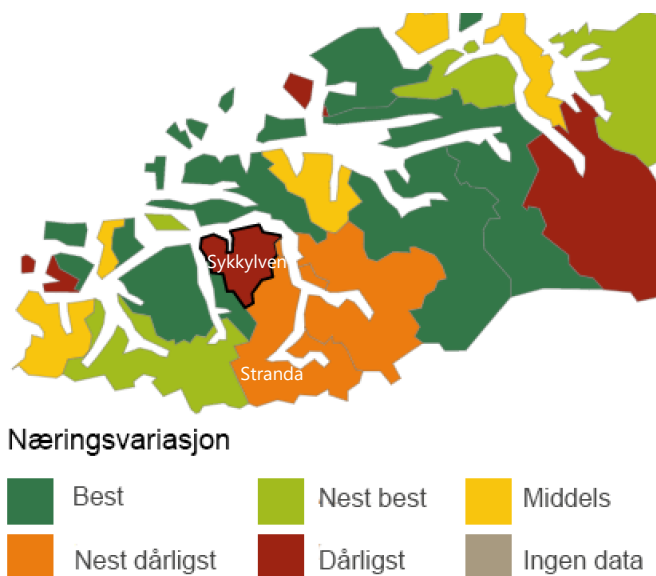 Sykkylven
Stranda
Næringsvariasjon
Best
Nest best
Middels
Nest dårligst
Dårligst
Ingen data